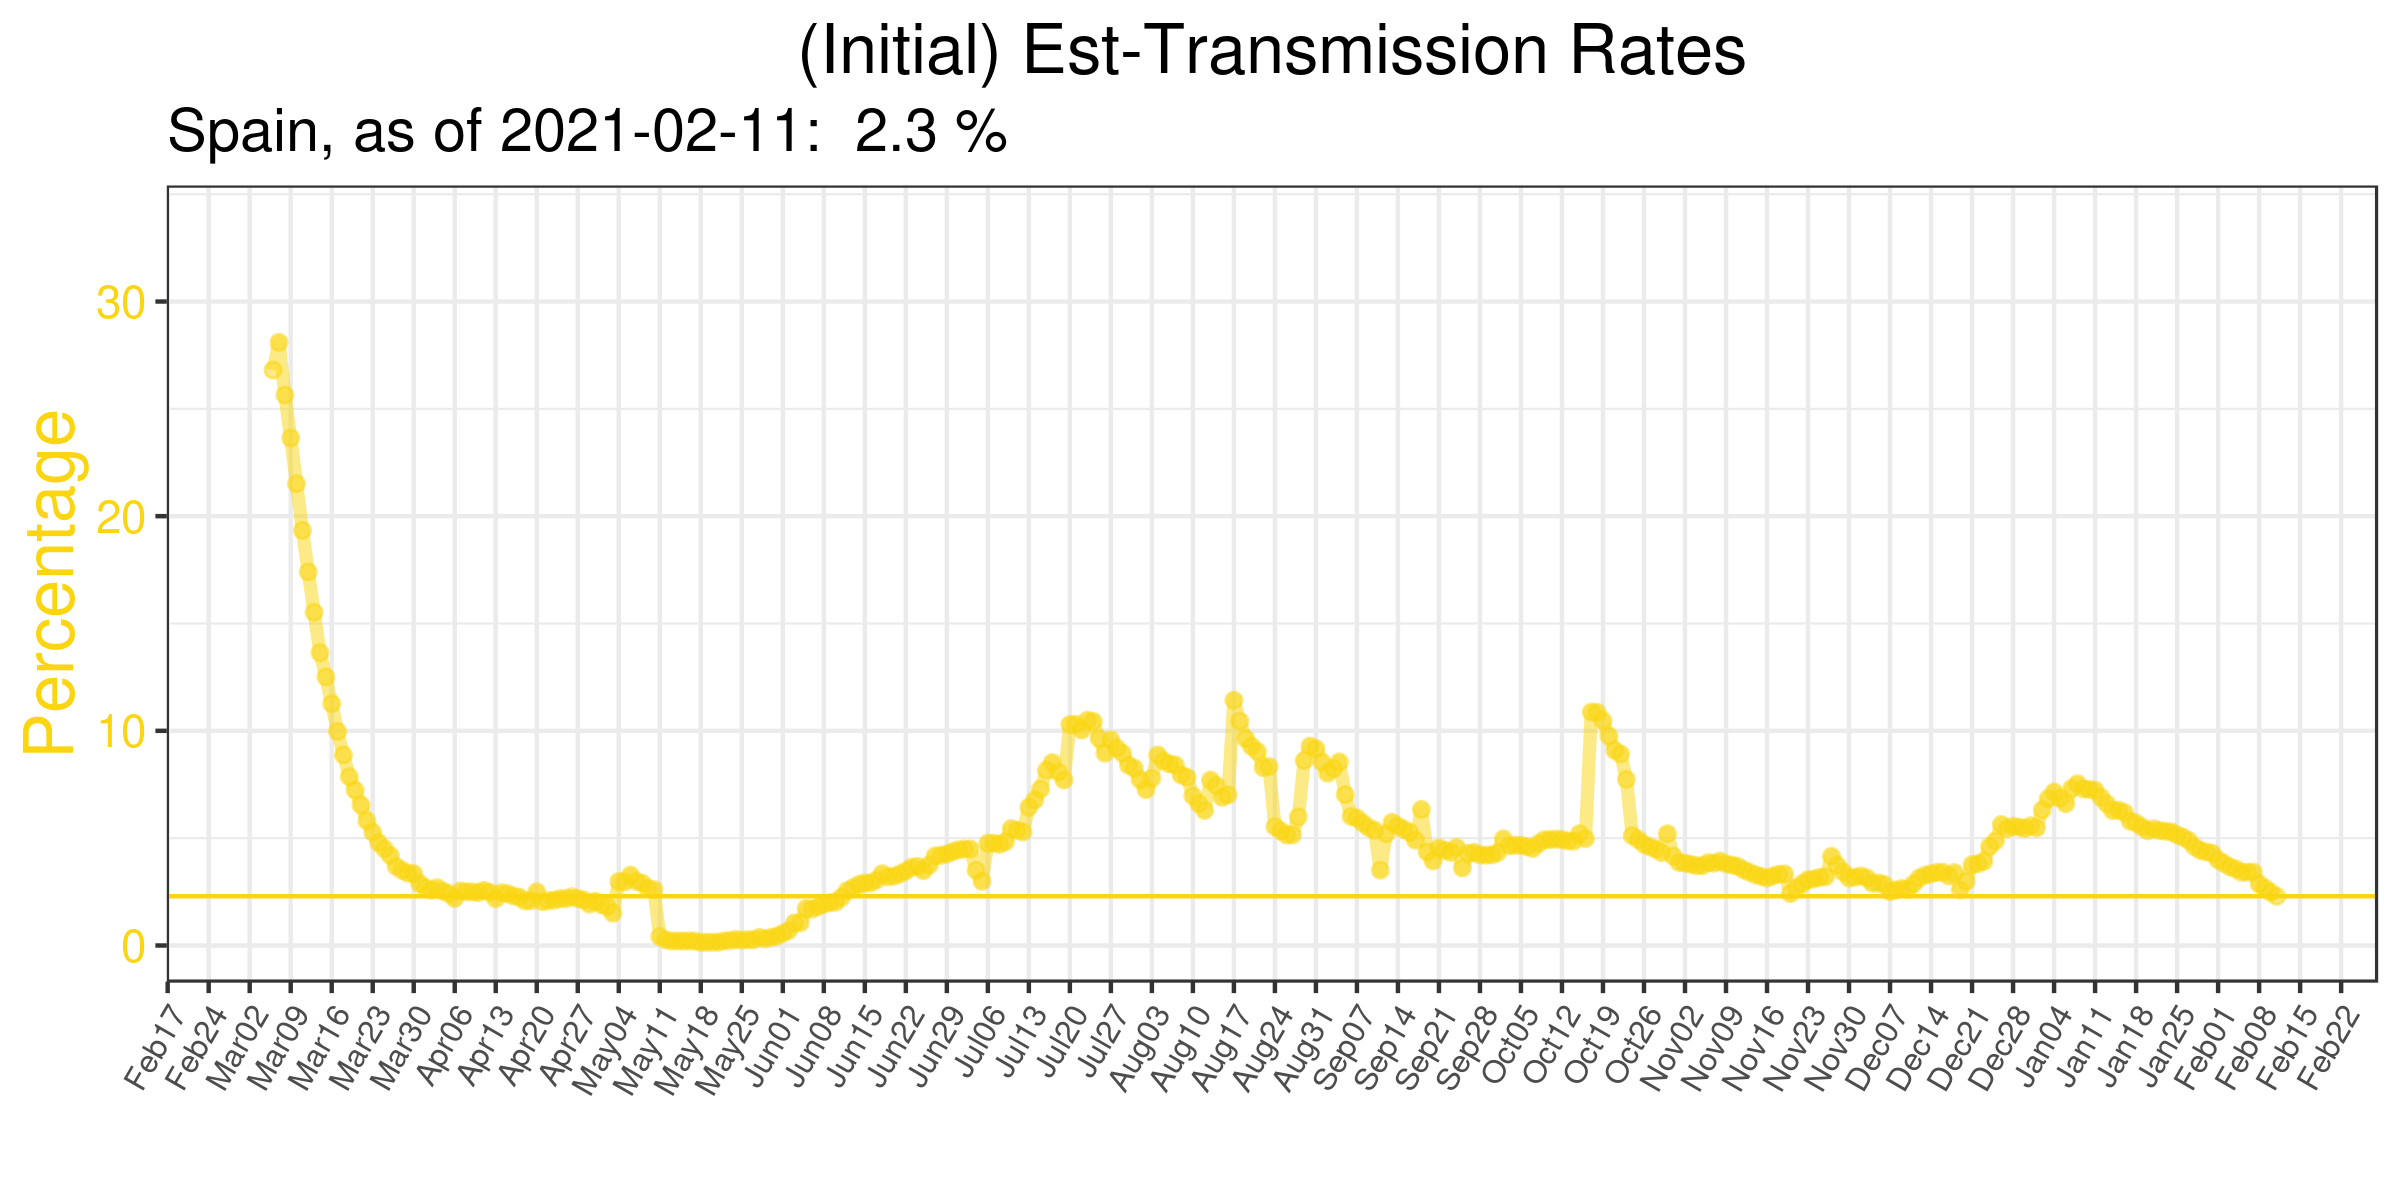 (Initial) Est-Transmission Rates
Spain, as of 2021-02-11:  2.3 %
Percentage
30
20
10
0
Feb17
Feb24
Mar02
Mar09
Mar16
Mar23
Mar30
Apr06
Apr13
Apr20
Apr27
May04
May11
May18
May25
Jun01
Jun08
Jun15
Jun22
Jun29
Jul06
Jul13
Jul20
Jul27
Aug03
Aug10
Aug17
Aug24
Aug31
Sep07
Sep14
Sep21
Sep28
Oct05
Oct12
Oct19
Oct26
Nov02
Nov09
Nov16
Nov23
Nov30
Dec07
Dec14
Dec21
Dec28
Jan04
Jan11
Jan18
Jan25
Feb01
Feb08
Feb15
Feb22